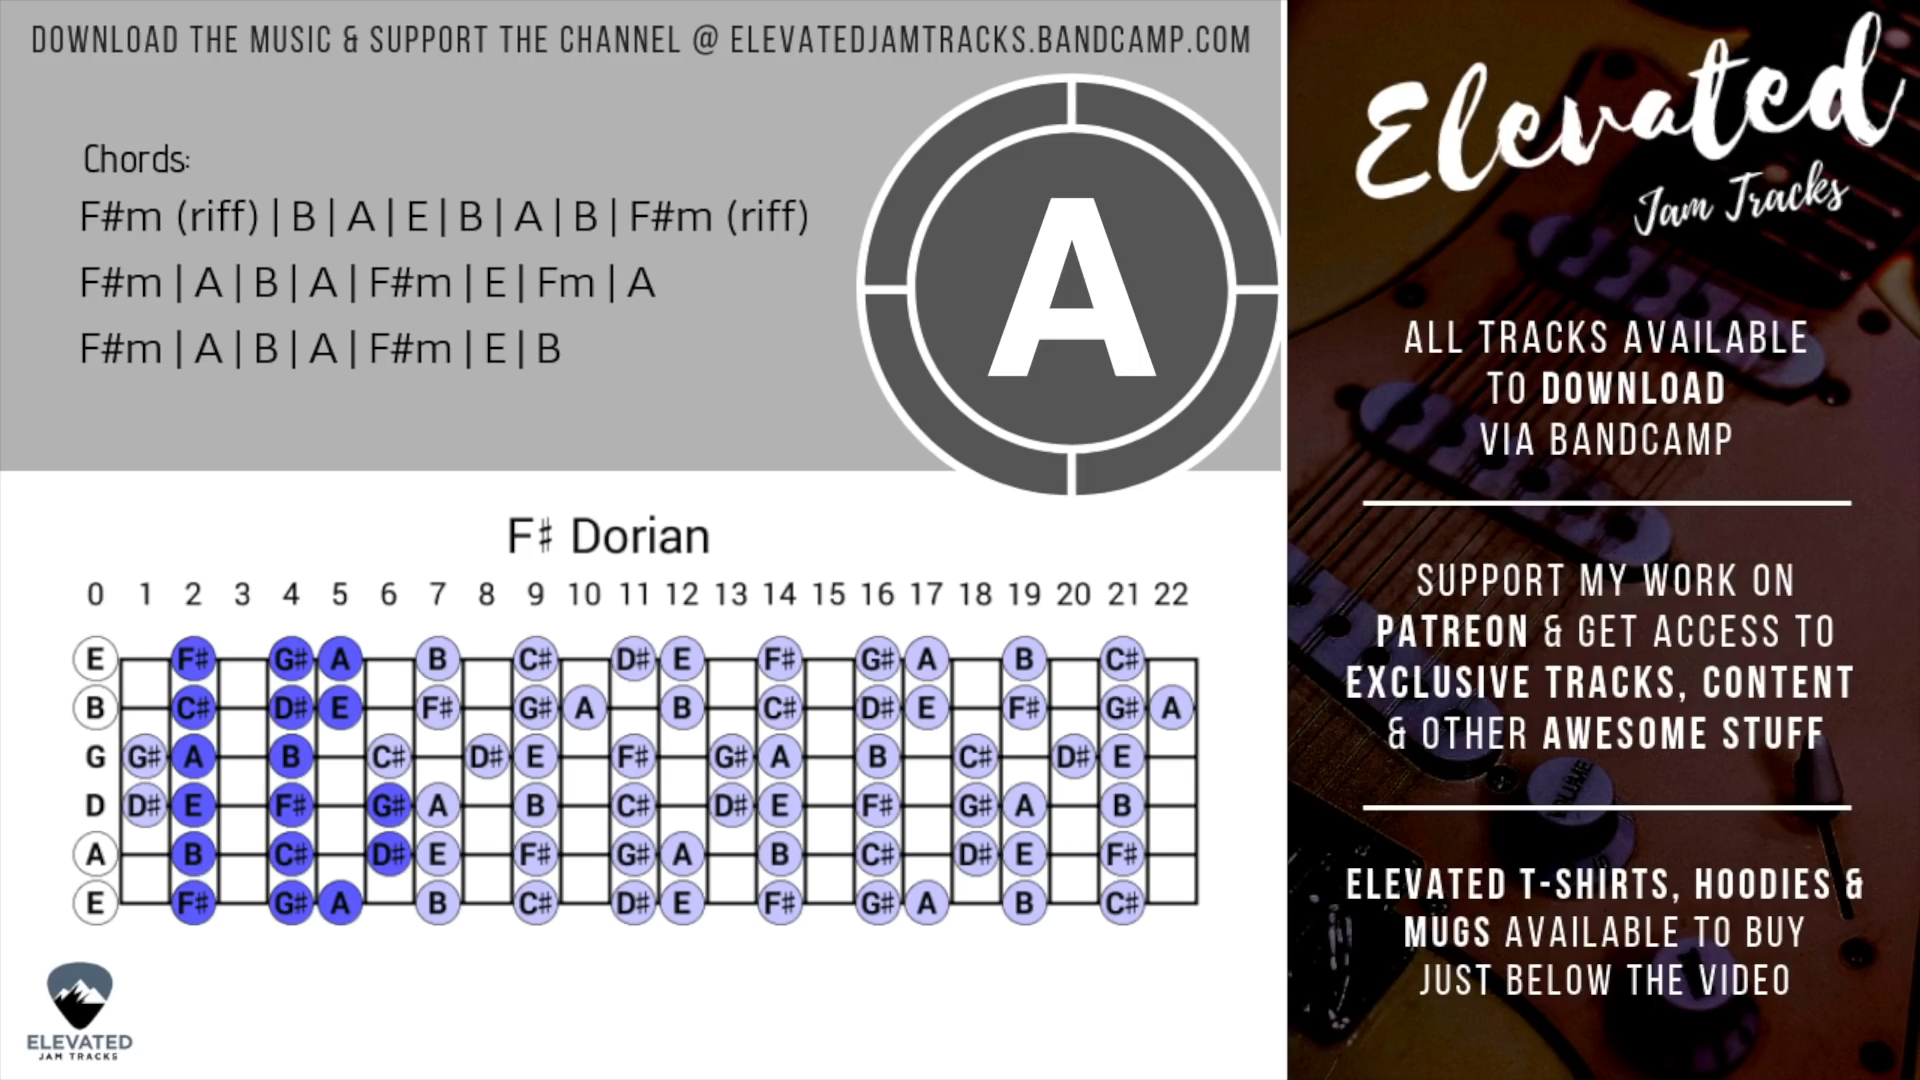 DOWNLOAD THE MUSIC & SUPPORT THE CHANNEL @ ELEVATEDJAMTRACKS.BANDCAMP.COM
Chords:
F#m (riff) | B | A | E | B | A | B | F#m (riff)
F#m | A | B | A | F#m | E | Fm | A
F#m | A | B | A | F#m | E | B
A
F♯ Dorian
0 1 2 3 4 5 6 7 8 9 10 11 12 13 14 15 16 17 18 19 20 21 22
E F♯ G♯ A B C♯ D♯ E F♯ G♯ A B C♯
B C♯ D♯ E F♯ G♯ A B C♯ D♯ E F♯ G♯ A
G G♯ A B C♯ D♯ E F♯ G♯ A B C♯ D♯ E
D D♯ E F♯ G♯ A B C♯ D♯ E F♯ G♯ A B
A B C♯ D♯ E F♯ G♯ A B C♯ D♯ E F♯
E F♯ G♯ A B C♯ D♯ E F♯ G♯ A B C♯
ELEVATED
JAM TRACKS
Elevated
Jam Tracks
ALL TRACKS AVAILABLE
TO DOWNLOAD
VIA BANDCAMP
SUPPORT MY WORK ON
PATREON & GET ACCESS TO
EXCLUSIVE TRACKS, CONTENT
& OTHER AWESOME STUFF
VOLUME
ELEVATED T-SHIRTS, HOODIES &
MUGS AVAILABLE TO BUY
JUST BELOW THE VIDEO